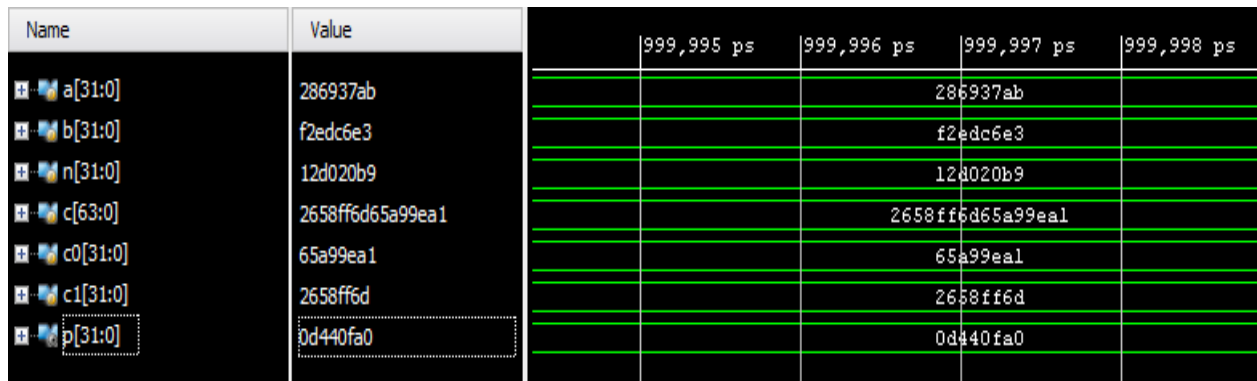 Name Value 999,995 ps 999,996 ps 999,997 ps 999,998 ps
a[31:0] 286937ab 286937ab
b[31:0] f2edc6e3 f2edc6e3
n[31:0] 12d020b9 12d020b9
c[63:0] 2658ff6d65a99ea1 2658ff6d65a99ea1
c0[31:0] 65a99ea1 65a99ea1
c1[31:0] 2658ff6d 2658ff6d
p[31:0] 0d440fa0 0d440fa0